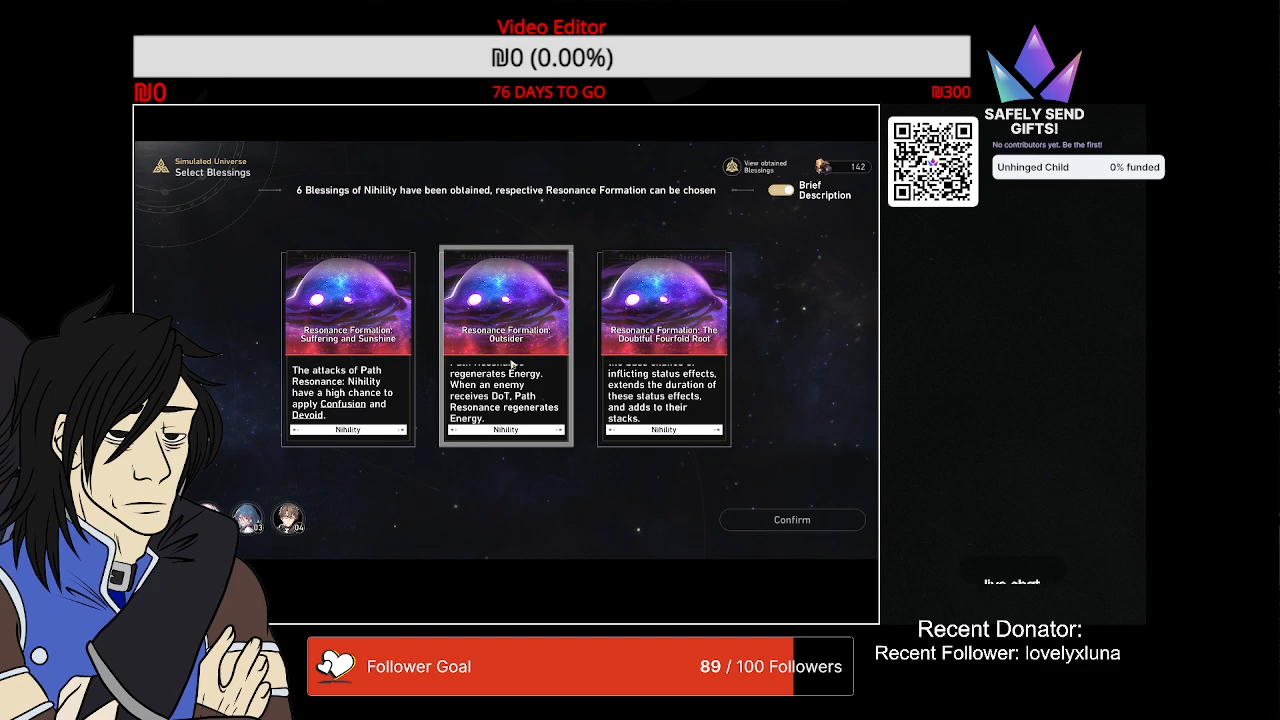 Video Editor
₪0 (0.00%)
₪0
76 DAYS TO GO
₪300
SAFELY SEND
GIFTS!
No contributors yet. Be the first!
Unhinged Child 0% funded
Simulated Universe
Select Blessings
View obtained
Blessings
142
6 Blessings of Nihility have been obtained, respective Resonance Formation can be chosen
Brief
Description
Resonance Formation:
Suffering and Sunshine
The attacks of Path
Resonance: Nihility
have a high chance to
apply Confusion and
Devoid.
Nihility
Resonance Formation:
Outsider
Path Resonance
regenerates Energy.
When an enemy
receives DoT, Path
Resonance regenerates
Energy.
Nihility
Resonance Formation: The
Doubtful Fourfold Root
inflicting status effects,
extends the duration of
these status effects,
and adds to their
stacks.
Nihility
03
04
Confirm
live chat
Recent Donator:
Recent Follower: lovelyxluna
Follower Goal
89 / 100 Followers